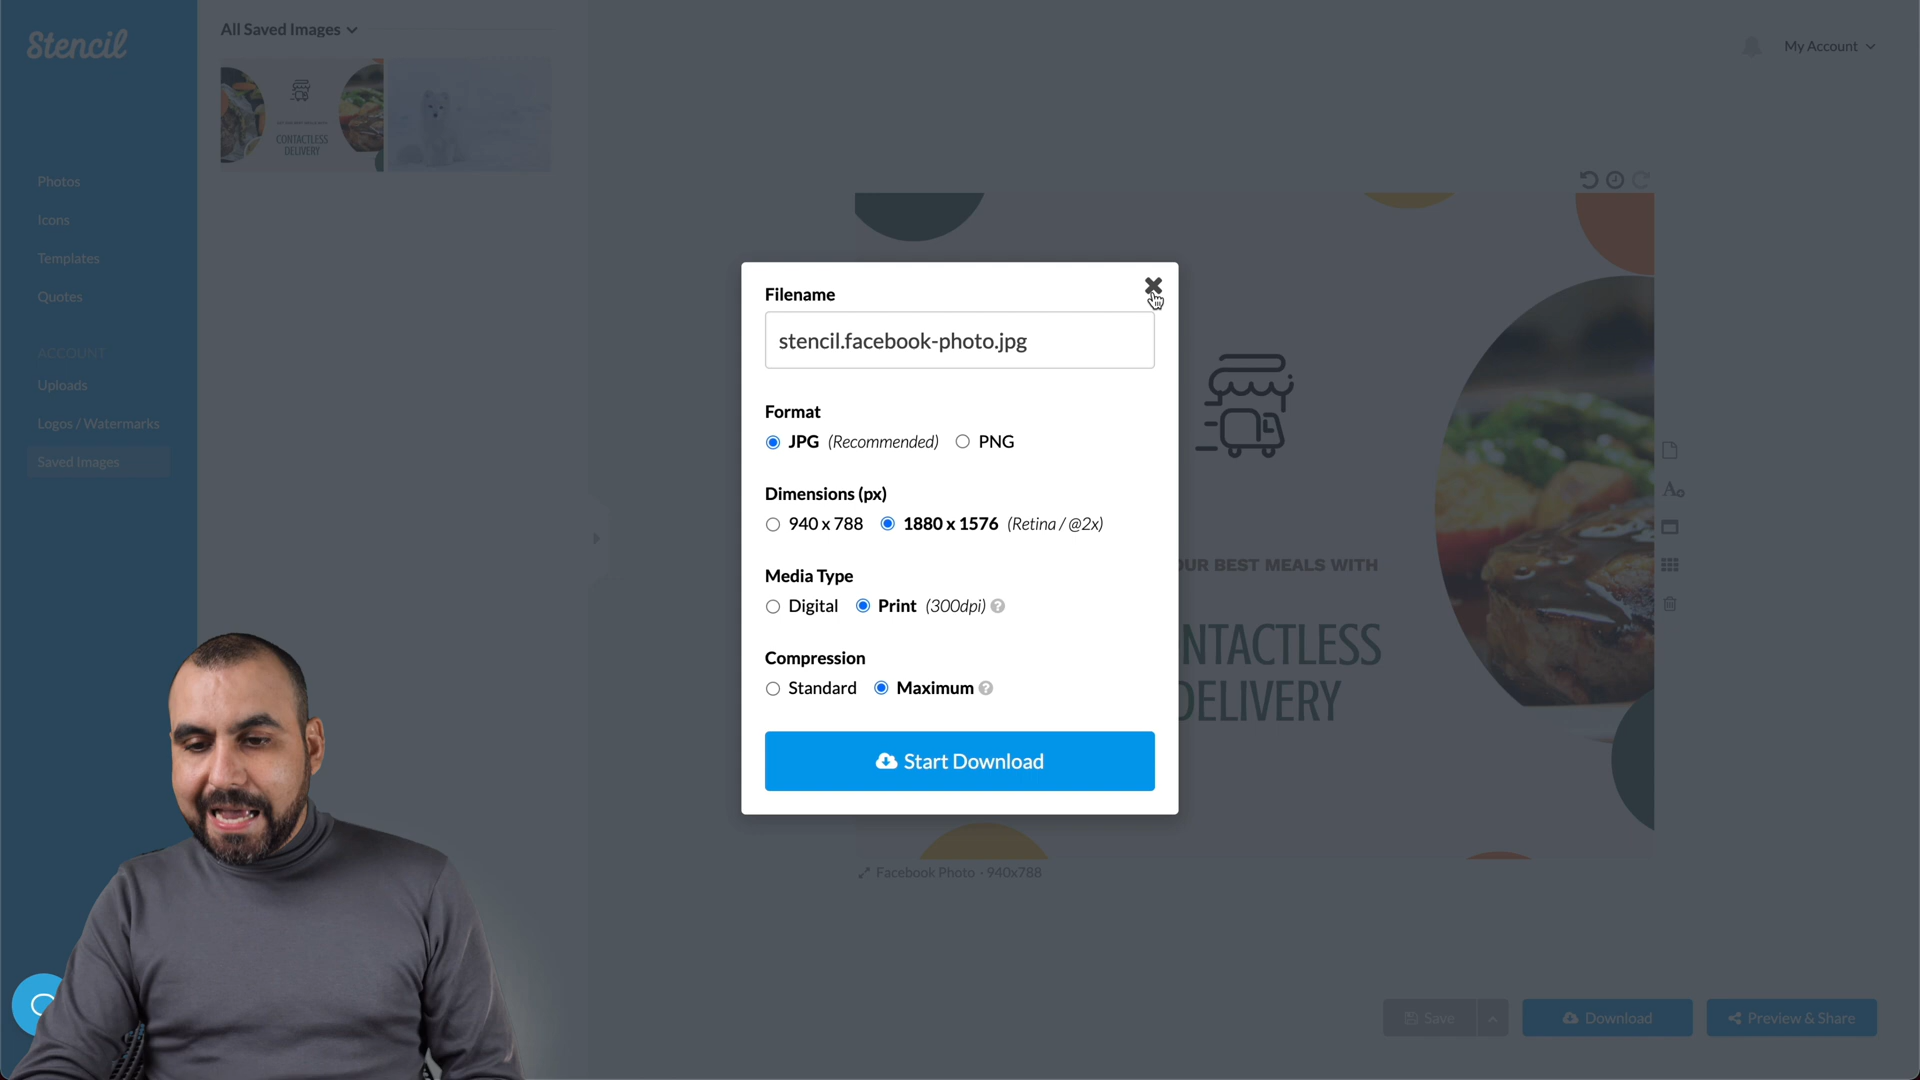 Stencil
All Saved Images
My Account
CONTACTLESS
DELIVERY
Photos
Icons
Templates
Quotes
ACCOUNT
Uploads
Logos / Watermarks
Saved Images
Filename
stencil.facebook-photo.jpg
Format
JPG (Recommended) PNG
Dimensions (px)
940 x 788 1880 x 1576 (Retina / @2x)
Media Type
Digital Print (300dpi) ?
Compression
Standard Maximum ?
Start Download
OUR BEST MEALS WITH
NTACTLESS
DELIVERY
Facebook Photo · 940x788
Save
Download
Preview & Share